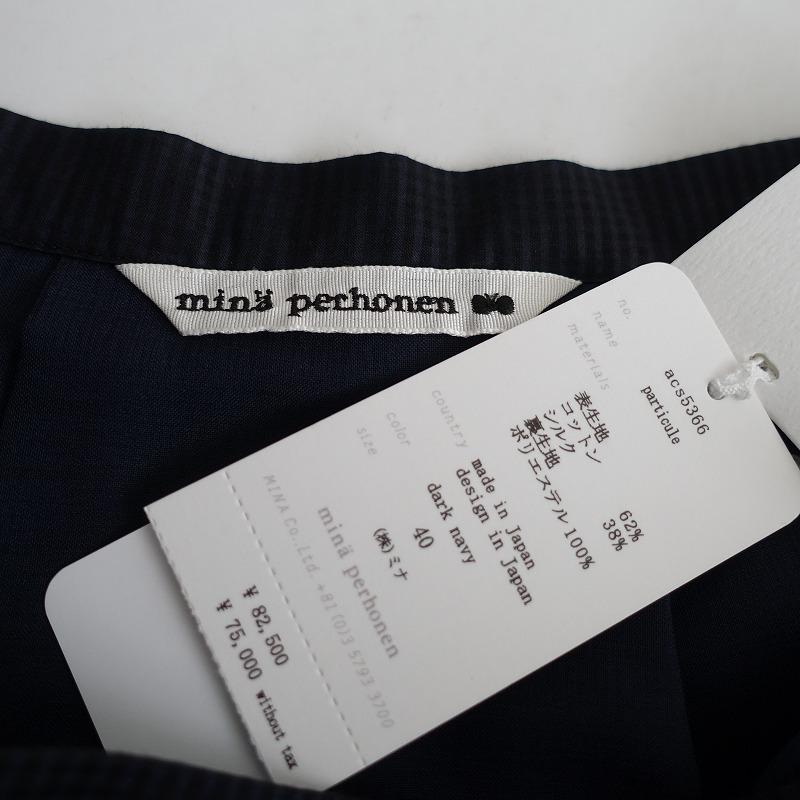 minä perhonen
no. acs5366
name particule
materials 表生地
コットン 62%
シルク 38%
裏生地
ポリエステル 100%
country made in Japan
design in Japan
color dark navy
size 40
(株)ミナ
minä perhonen
MINA Co.,Ltd. +81(0)3 5793 3700
¥ 82,500
¥ 75,000 without tax